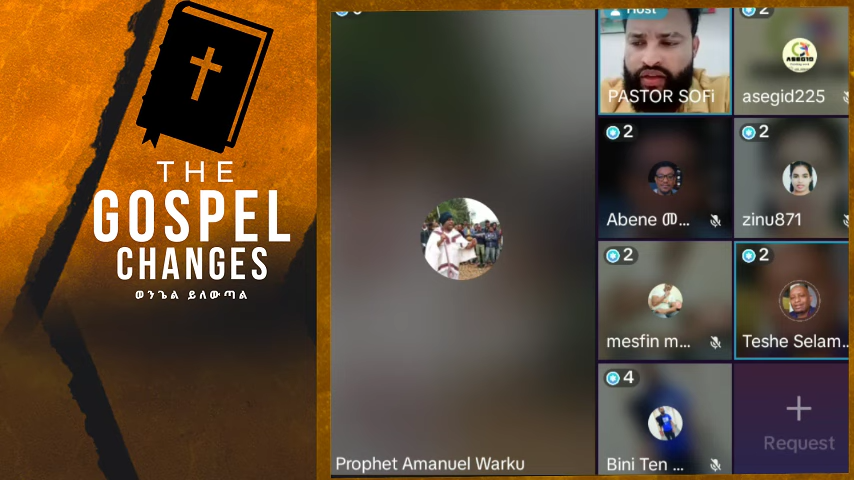 THE
GOSPEL
CHANGES
ወንጌል ይለውጣል
Host
PASTOR SOFi
2
asegid225
2
Abene መ...
2
zinu871
2
mesfin m...
2
Teshe Selam..
4
Bini Ten ...
+
Request
Prophet Amanuel Warku